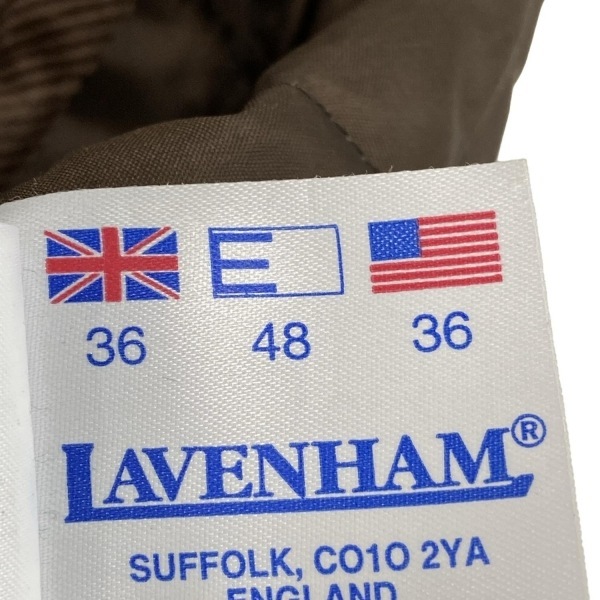 E
36 48 36
LAVENHAM®
SUFFOLK, CO10 2YA
ENGLAND